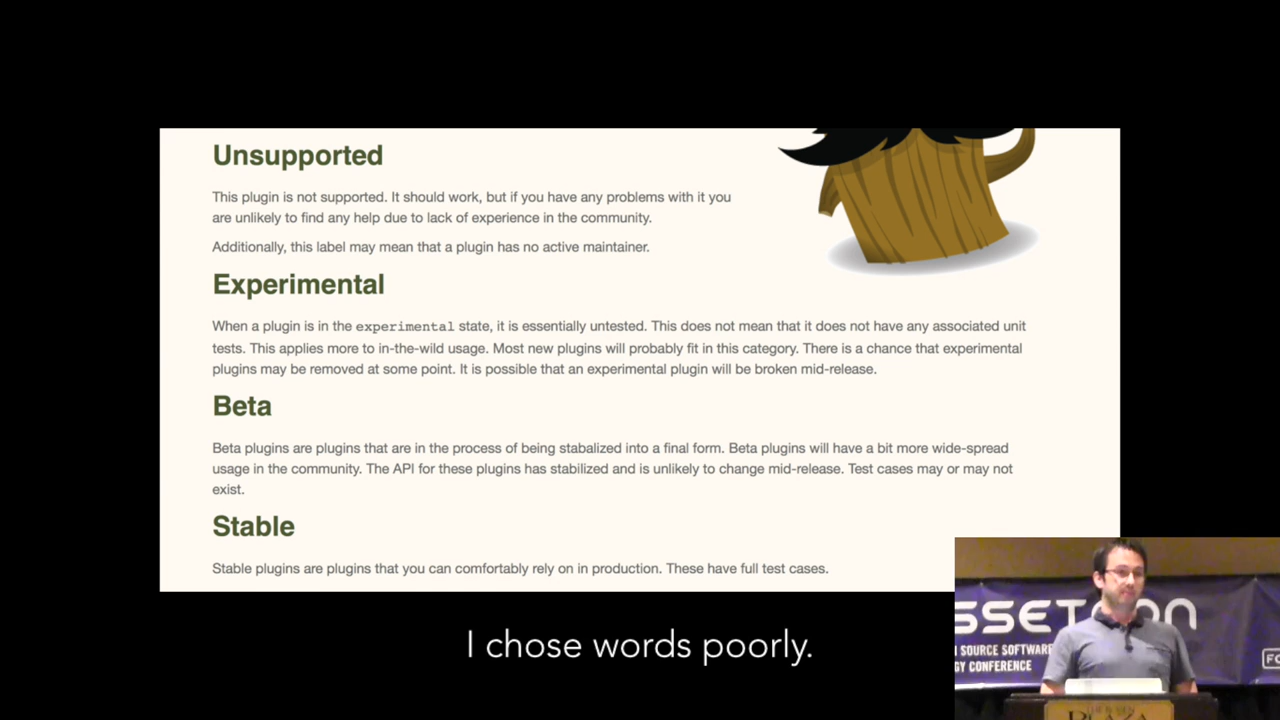 Unsupported
This plugin is not supported. It should work, but if you have any problems with it you
are unlikely to find any help due to lack of experience in the community.
Additionally, this label may mean that a plugin has no active maintainer.
Experimental
When a plugin is in the experimental state, it is essentially untested. This does not mean that it does not have any associated unit
tests. This applies more to in-the-wild usage. Most new plugins will probably fit in this category. There is a chance that experimental
plugins may be removed at some point. It is possible that an experimental plugin will be broken mid-release.
Beta
Beta plugins are plugins that are in the process of being stabalized into a final form. Beta plugins will have a bit more wide-spread
usage in the community. The API for these plugins has stabilized and is unlikely to change mid-release. Test cases may or may not
exist.
Stable
Stable plugins are plugins that you can comfortably rely on in production. These have full test cases.
I chose words poorly.
SOURCE SOFTWARE
GY CONFERENCE